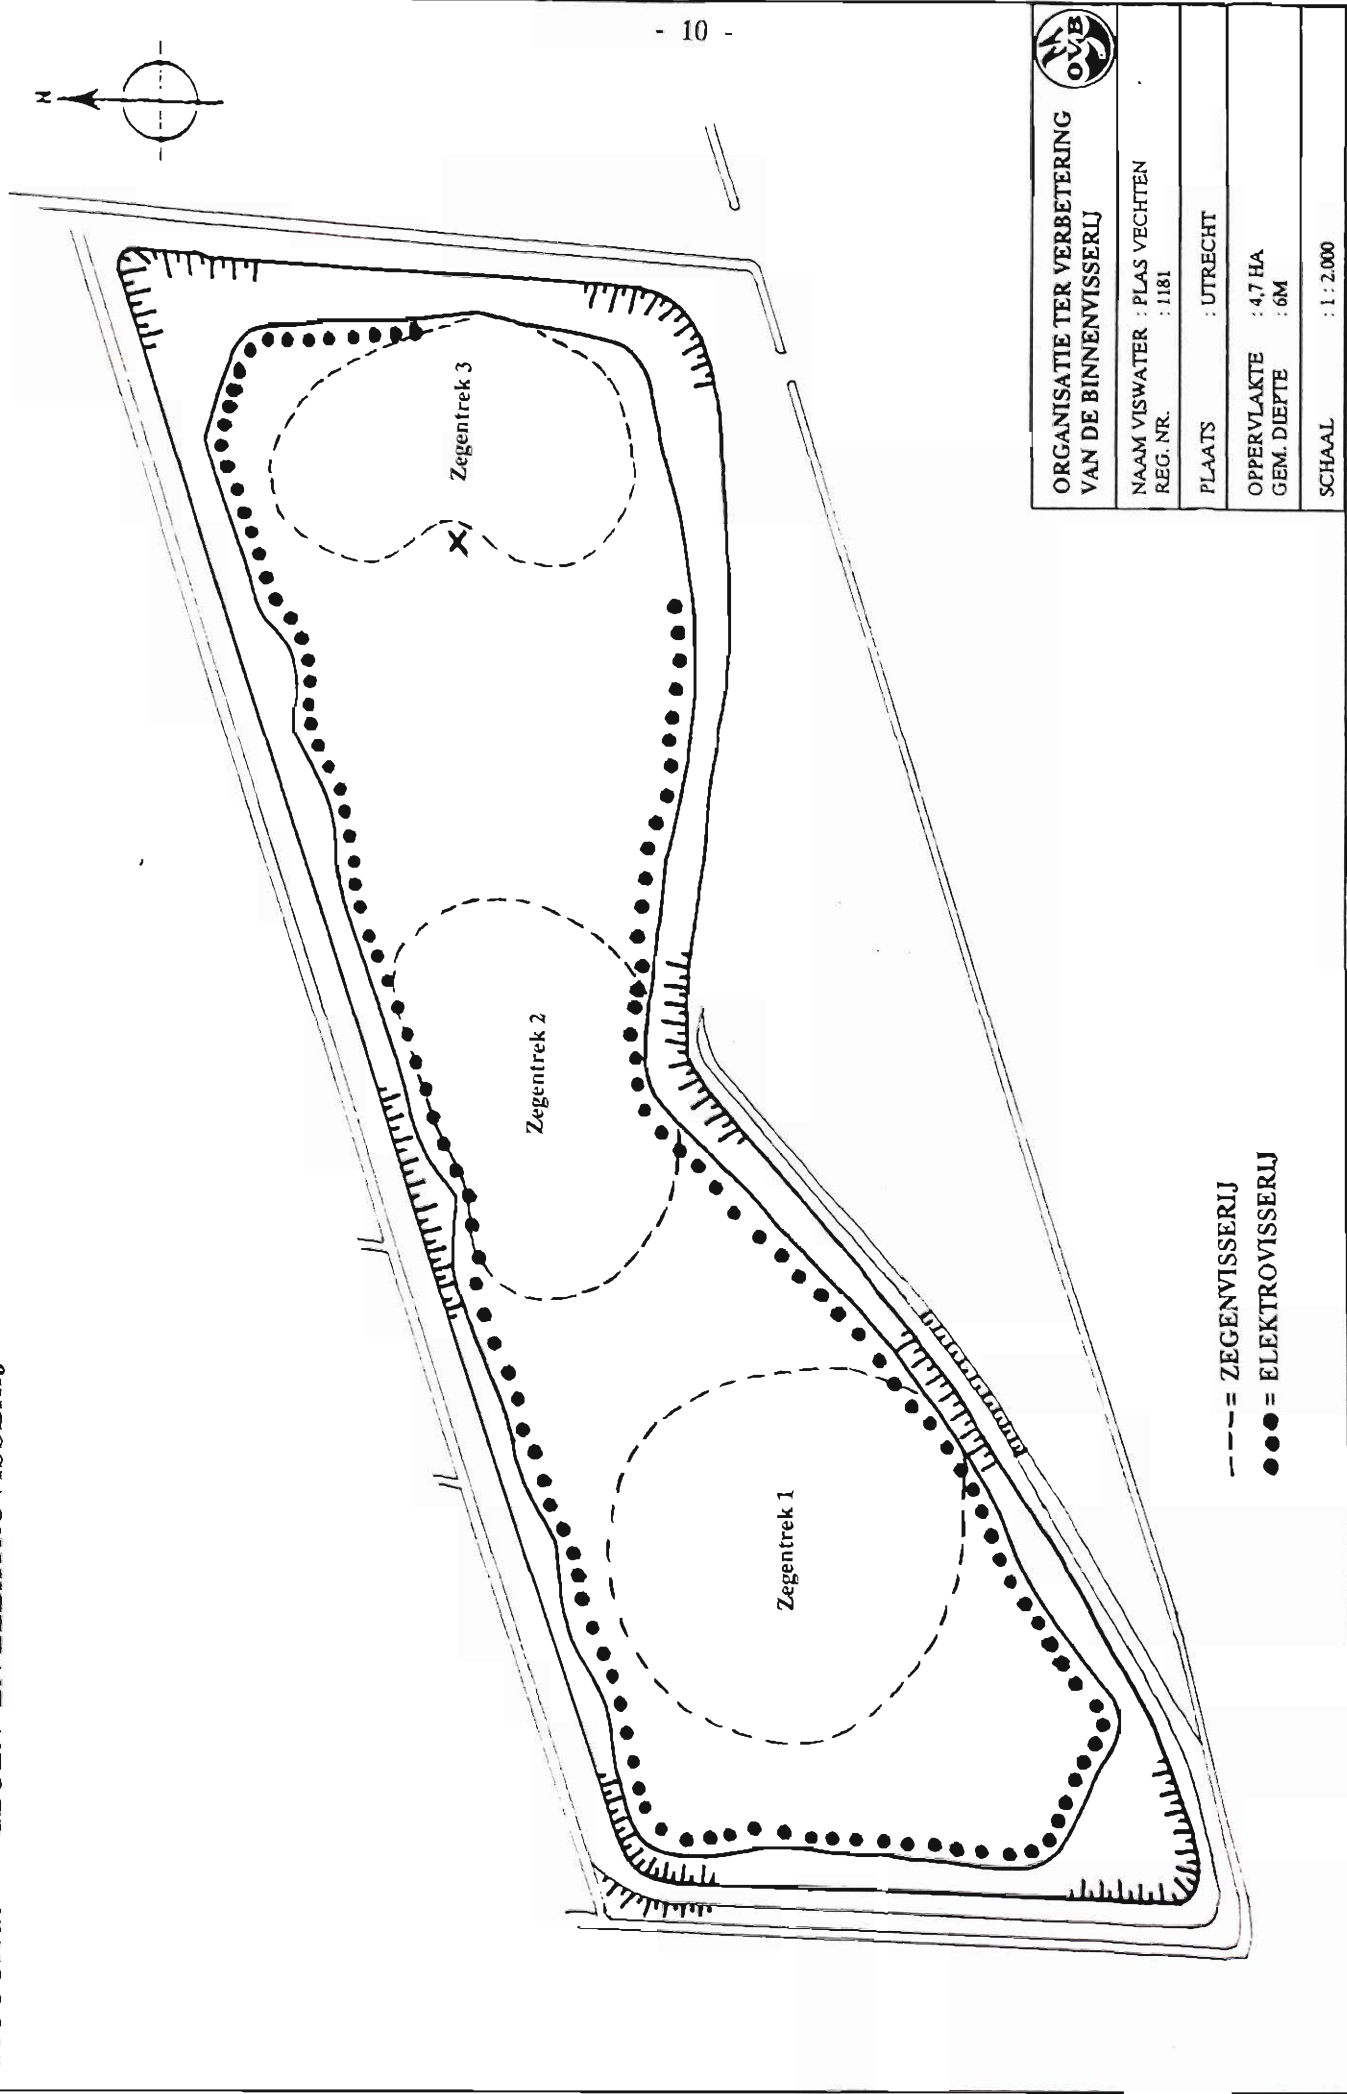 - 10 -
N
Zegentrek 3
Zegentrek 2
Zegentrek 1
--- = ZEGENVISSERIJ
●●● = ELEKTROVISSERIJ
ORGANISATIE TER VERBETERING
VAN DE BINNENVISSERIJ
OVB
NAAM VISWATER : PLAS VECHTEN
REG. NR. : 1181
PLAATS : UTRECHT
OPPERVLAKTE : 4,7 HA
GEM. DIEPTE : 6M
SCHAAL : 1 : 2.000